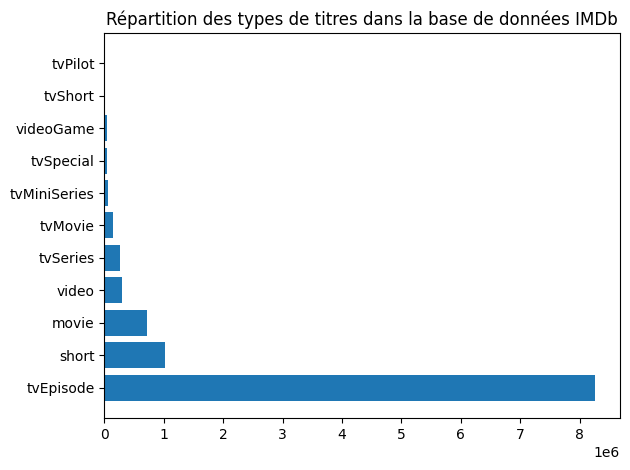 Répartition des types de titres dans la base de données IMDb
tvPilot
tvShort
videoGame
tvSpecial
tvMiniSeries
tvMovie
tvSeries
video
movie
short
tvEpisode
0 1 2 3 4 5 6 7 8
1e6